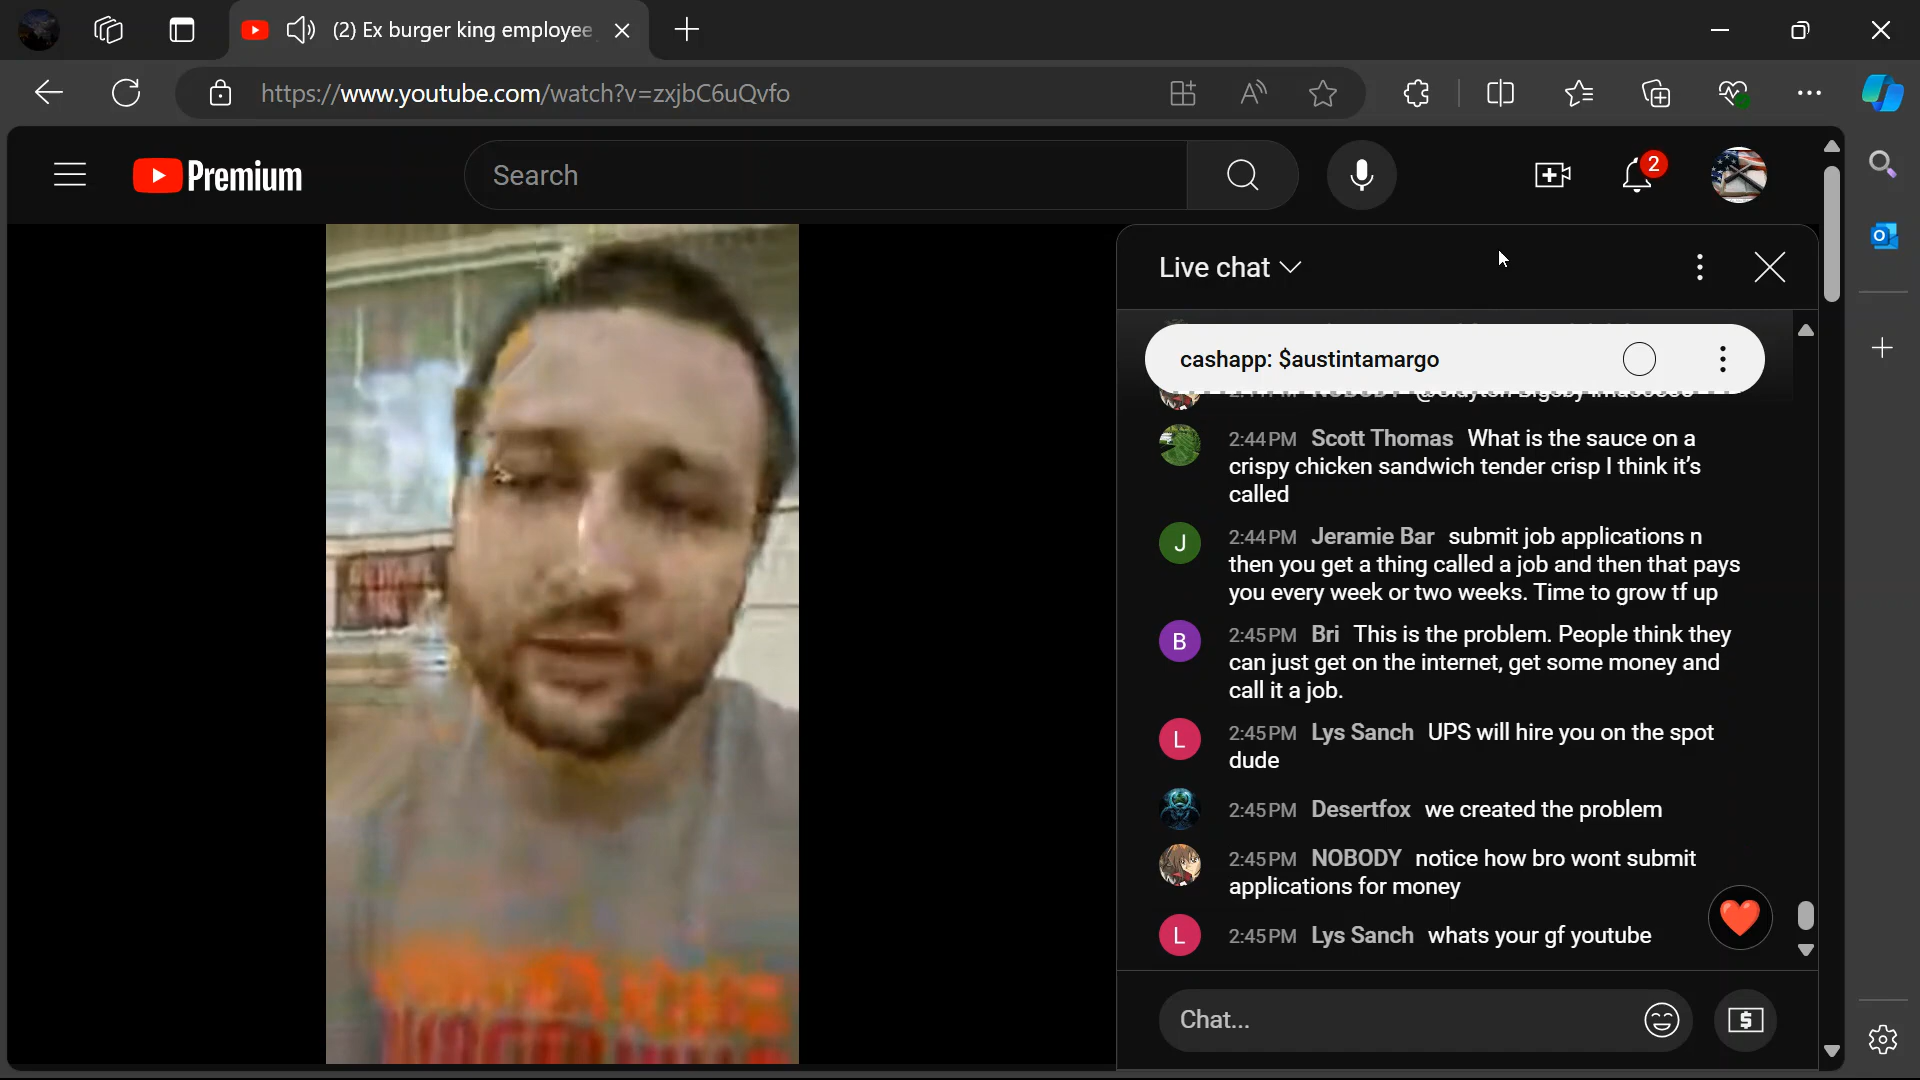 (2) Ex burger king employee
https://www.youtube.com/watch?v=zxjbC6uQvfo
Premium
Search
2
Live chat
cashapp: $austintamargo
2:44PM Scott Thomas What is the sauce on a
crispy chicken sandwich tender crisp I think it's
called
J
2:44PM Jeramie Bar submit job applications n
then you get a thing called a job and then that pays
you every week or two weeks. Time to grow tf up
B
2:45PM Bri This is the problem. People think they
can just get on the internet, get some money and
call it a job.
L
2:45PM Lys Sanch UPS will hire you on the spot
dude
2:45PM Desertfox we created the problem
2:45PM NOBODY notice how bro wont submit
applications for money
L
2:45PM Lys Sanch whats your gf youtube
Chat...